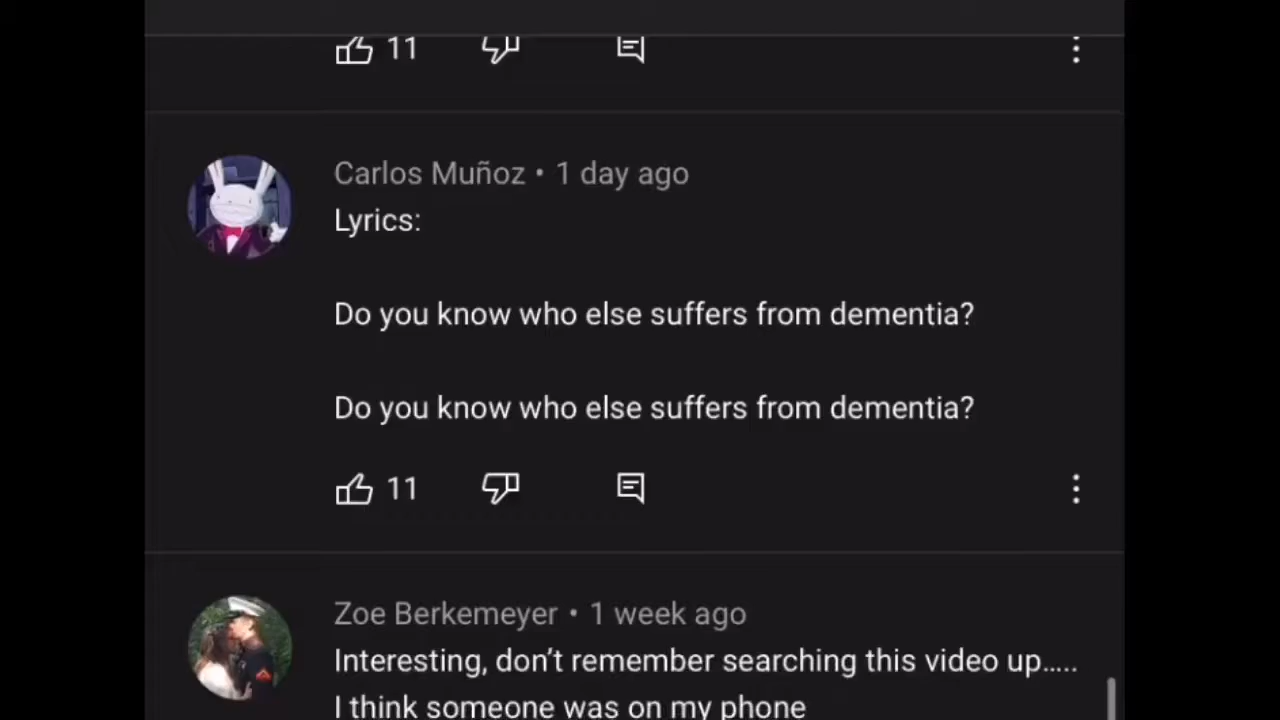 11
Carlos Muñoz • 1 day ago
Lyrics:
Do you know who else suffers from dementia?
Do you know who else suffers from dementia?
11
Zoe Berkemeyer • 1 week ago
Interesting, don't remember searching this video up.....
I think someone was on my phone